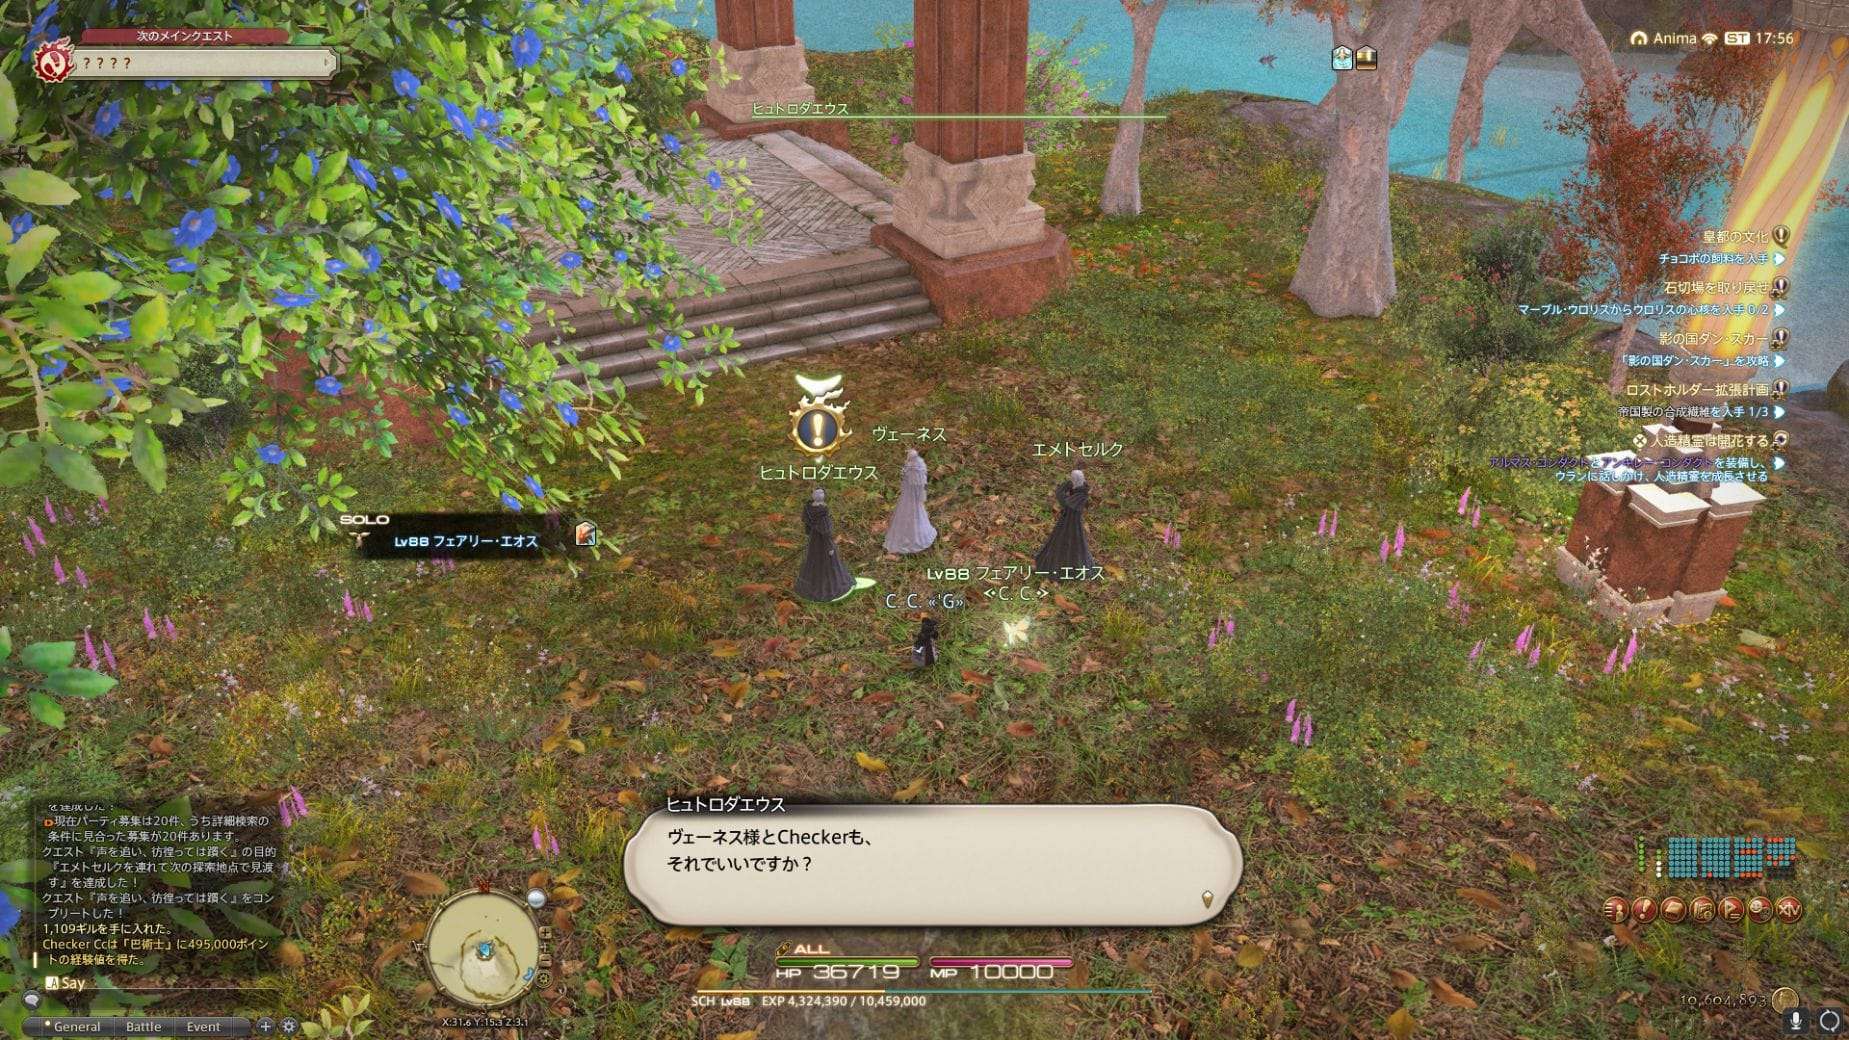 次のメインクエスト
????
Anima ST 17:56
ヒュトロダエウス
皇都の文化
チョコボの飼料を入手
石切場を取り戻せ
マーブル・ウロリスからウロリスの心核を入手 0/2
影の国ダン・スカー
「影の国ダン・スカー」を攻略
ロストホルダー拡張計画
帝国製の合成繊維を入手 1/3
人造精霊は開花する
アルマス・コンダクトとアンキレー・コンダクトを装備し、
ウランに話しかけ、人造精霊を成長させる
ヴェーネス
エメトセルク
ヒュトロダエウス
SOLO
Lv88 フェアリー・エオス
Lv88 フェアリー・エオス
«C. C.»
C. C. «'G»
ヒュトロダエウス
ヴェーネス様とCheckerも、
それでいいですか？
を達成した！
現在パーティ募集は20件、うち詳細検索の
条件に見合った募集が20件あります。
クエスト『声を追い、彷徨っては躓く』の目的
『エメトセルクを連れて次の探索地点で見渡
す』を達成した！
クエスト『声を追い、彷徨っては躓く』をコン
プリートした！
1,109ギルを手に入れた。
Checker Ccは「巴術士」に495,000ポイン
トの経験値を得た。
Say
General Battle Event
X:31.6 Y:15.3 Z:3.1
ALL
HP 36719 MP 10000
SCH Lv88 EXP 4,324,390 / 10,459,000
XIV
10,604,893